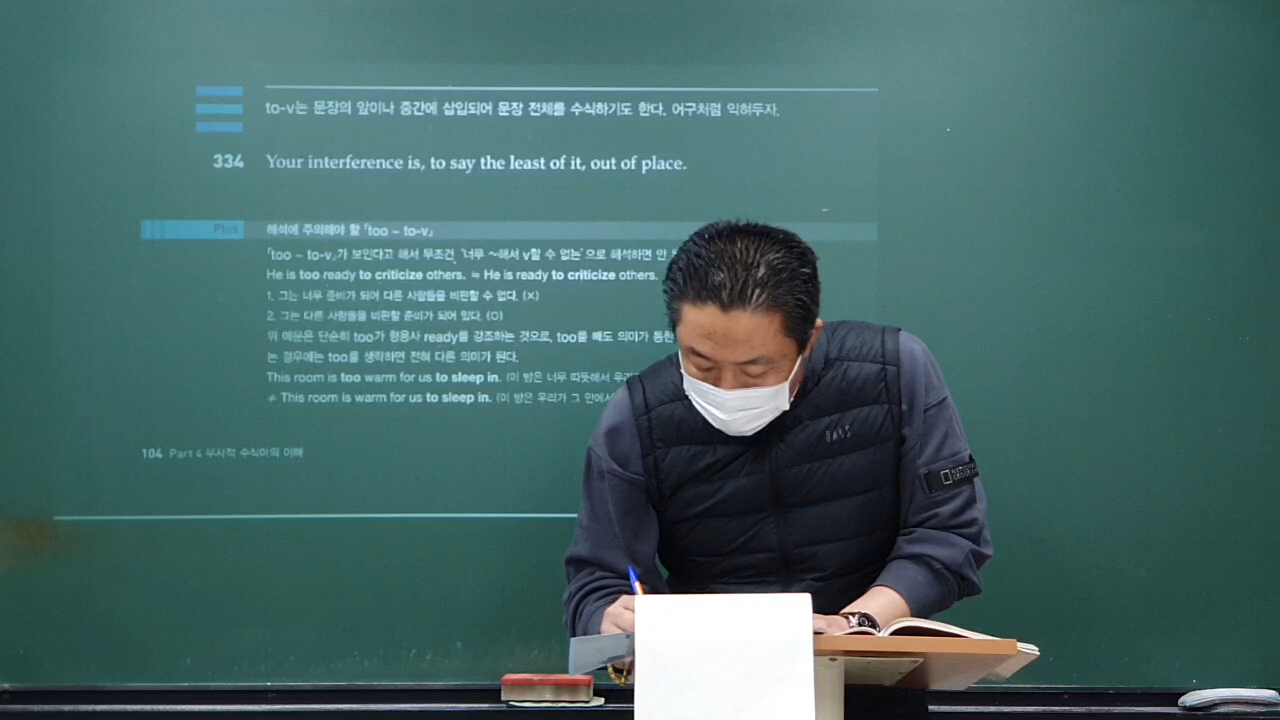 to-v는 문장의 앞이나 중간에 삽입되어 문장 전체를 수식하기도 한다. 어구처럼 익혀두자.
334 Your interference is, to say the least of it, out of place.
Plus 해석에 주의해야 할 「too ~ to-v」
「too ~ to-v」가 보인다고 해서 무조건 '너무 ~해서 v할 수 없는'으로 해석하면 안
He is too ready to criticize others. ≒ He is ready to criticize others.
1. 그는 너무 준비가 되어 다른 사람들을 비판할 수 없다. (×)
2. 그는 다른 사람들을 비판할 준비가 되어 있다. (○)
위 예문은 단순히 too가 형용사 ready를 강조하는 것으로, too를 빼도 의미가 통한
는 경우에는 too를 생략하면 전혀 다른 의미가 된다.
This room is too warm for us to sleep in. (이 방은 너무 따뜻해서
≠ This room is warm for us to sleep in. (이 방은 우리가 그 안에서
104 Part 4 부사적 수식어의 이해
NATIONAL